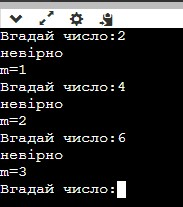 Вгадай число:2
невірно
m=1
Вгадай число:4
невірно
m=2
Вгадай число:6
невірно
m=3
Вгадай число: